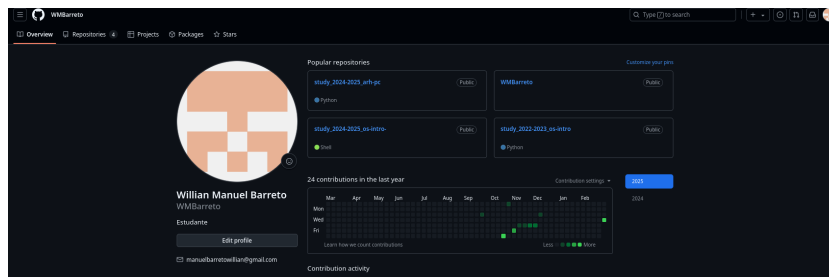 WMBarreto
Type / to search
Overview
Repositories 4
Projects
Packages
Stars
Popular repositories
Customize your pins
study_2024-2025_arh-pc
Public
Python
WMBarreto
Public
study_2024-2025_os-intro-
Public
Shell
study_2022-2023_os-intro
Public
Python
Willian Manuel Barreto
WMBarreto
Estudante
Edit profile
manuelbarretowillian@gmail.com
24 contributions in the last year
Contribution settings
2025
2024
Mar Apr May Jun Jul Aug Sep Oct Nov Dec Jan Feb
Mon
Wed
Fri
Learn how we count contributions
Less More
Contribution activity